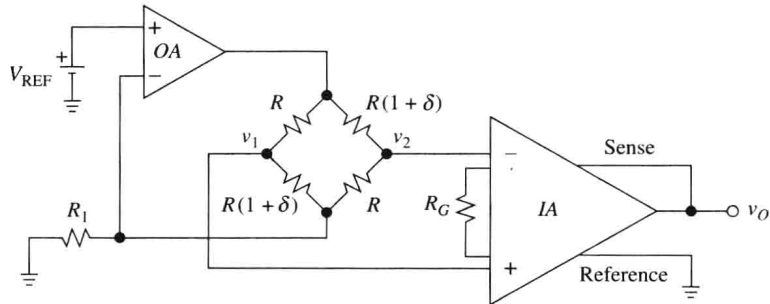 +
OA
−
+
V_REF
R
R(1 + δ)
v_1
v_2
R(1 + δ)
R
R_1
−
R_G
IA
+
Sense
v_O
Reference